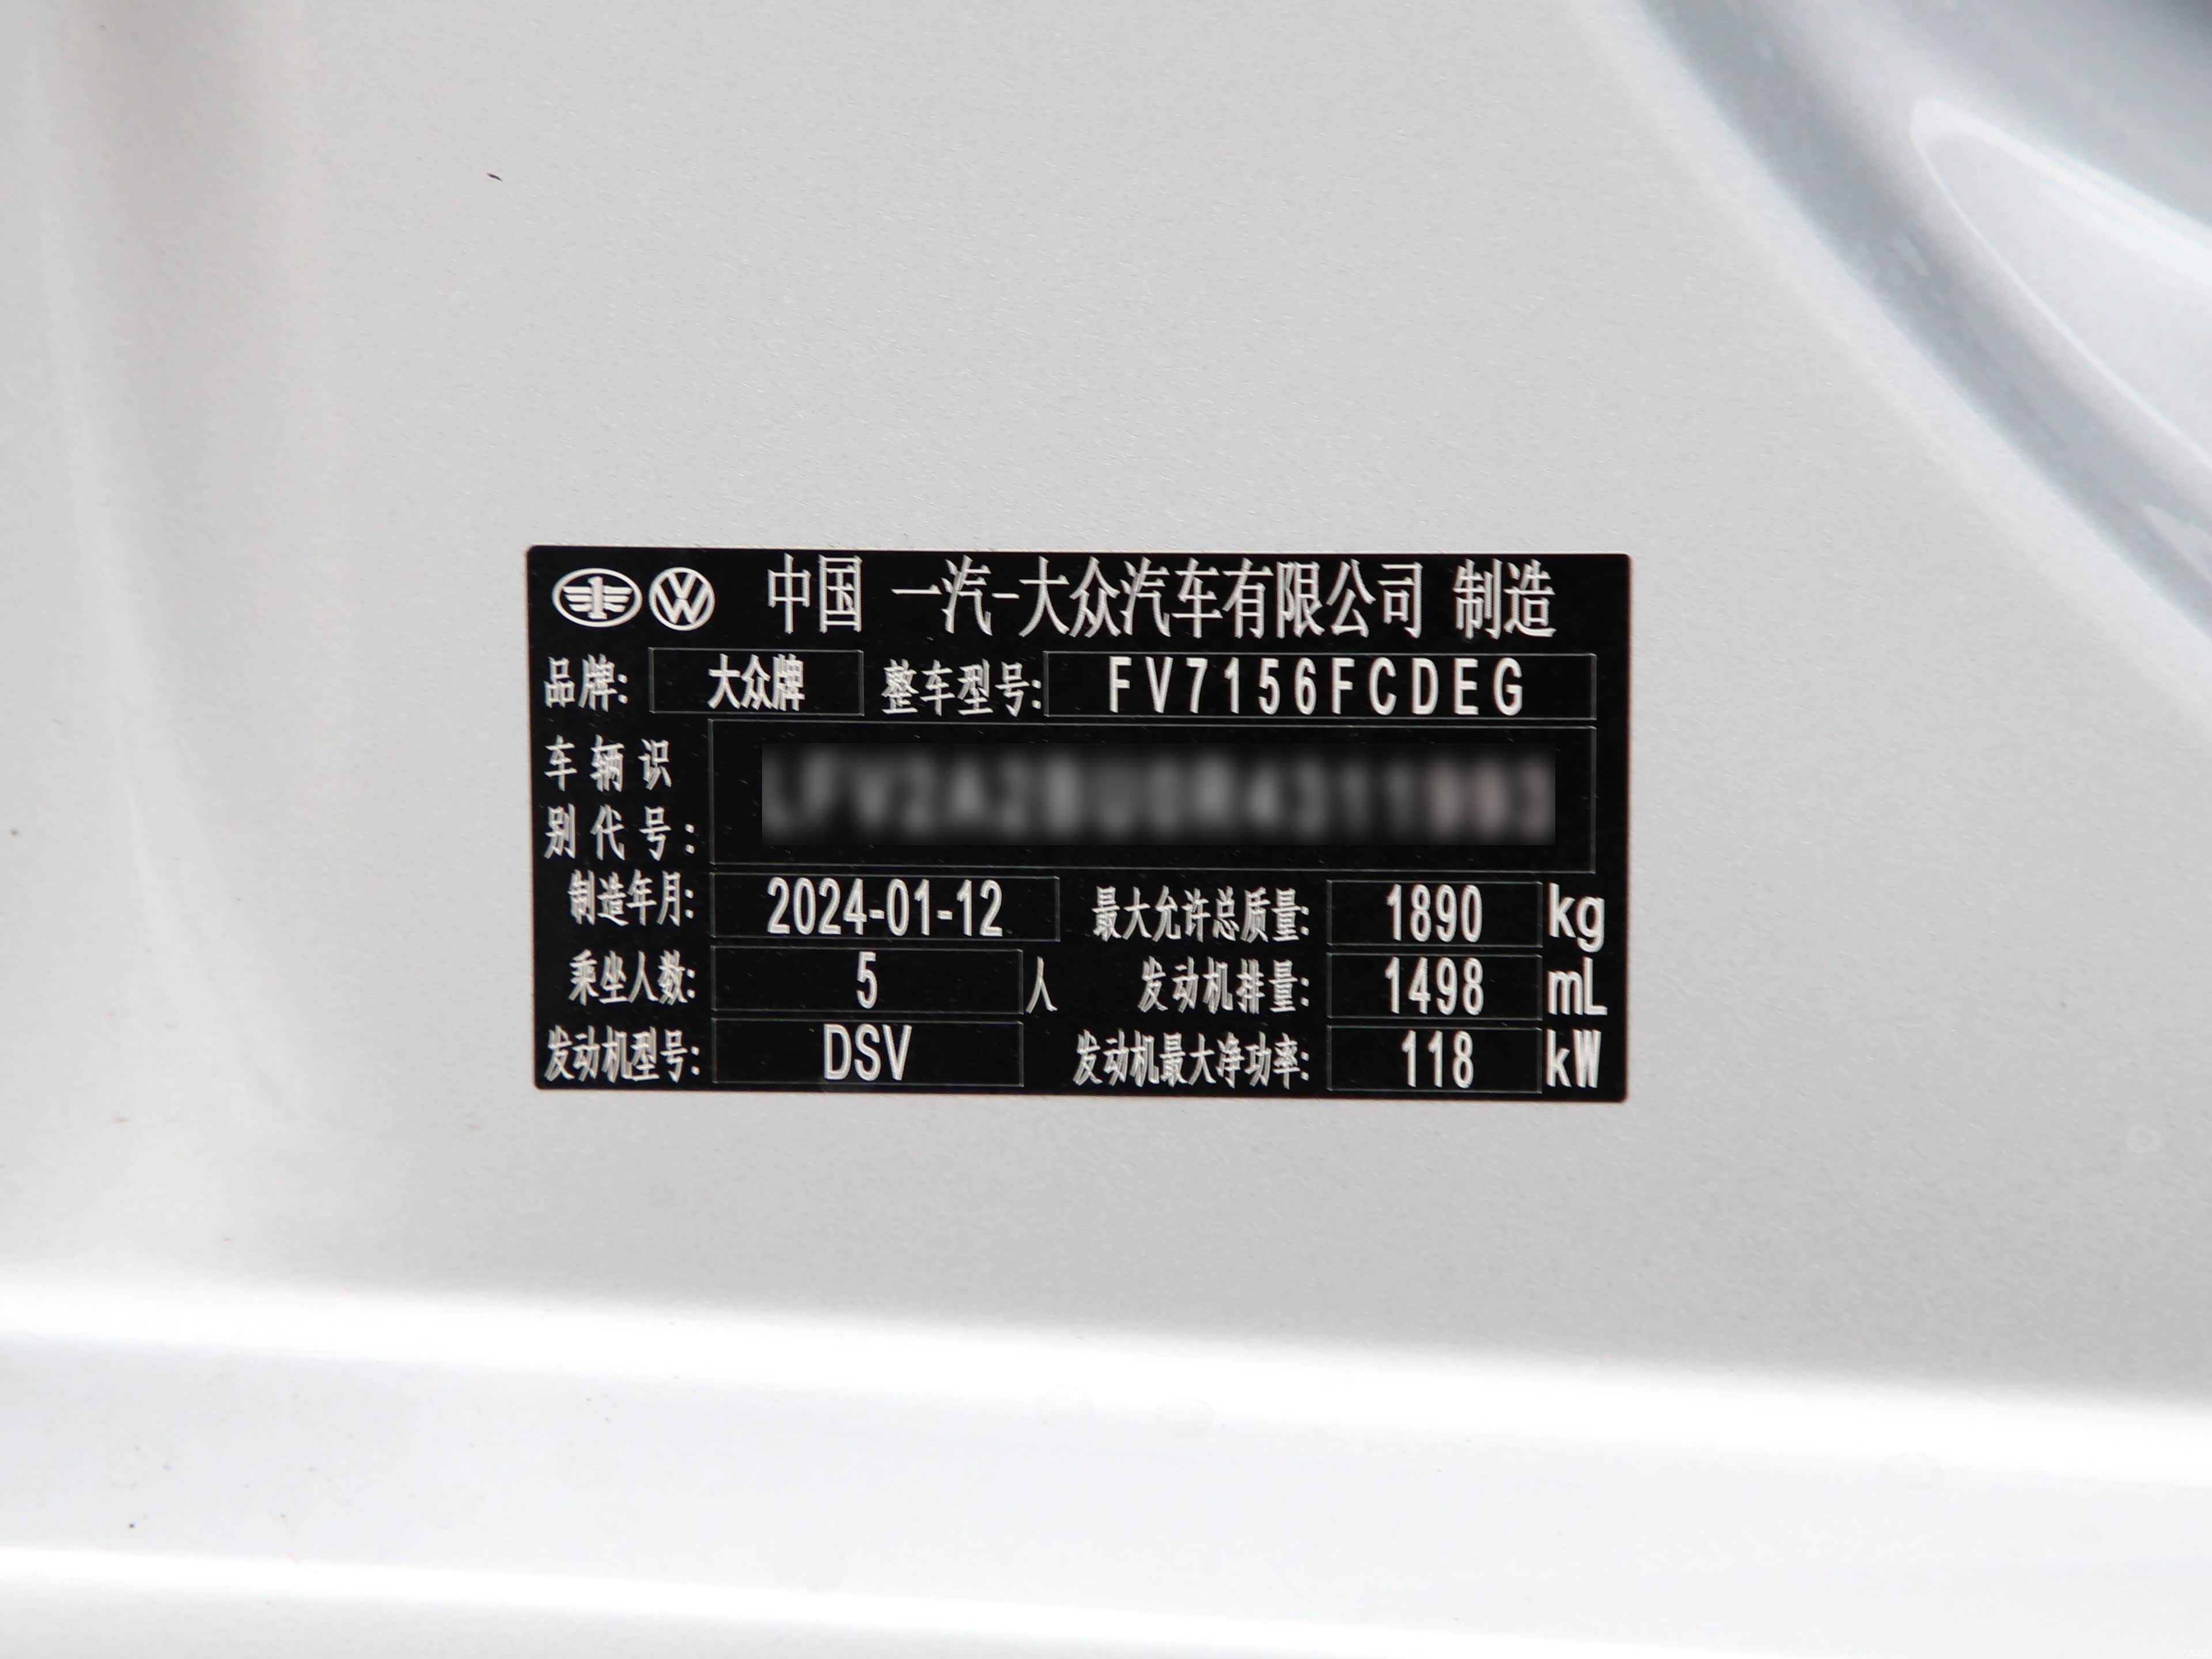 中国 一汽-大众汽车有限公司 制造
品牌: 大众牌 整车型号: FV7156FCDEG
车辆识
别代号:
制造年月: 2024-01-12 最大允许总质量: 1890 kg
乘坐人数: 5 人 发动机排量: 1498 mL
发动机型号: DSV 发动机最大净功率: 118 kW